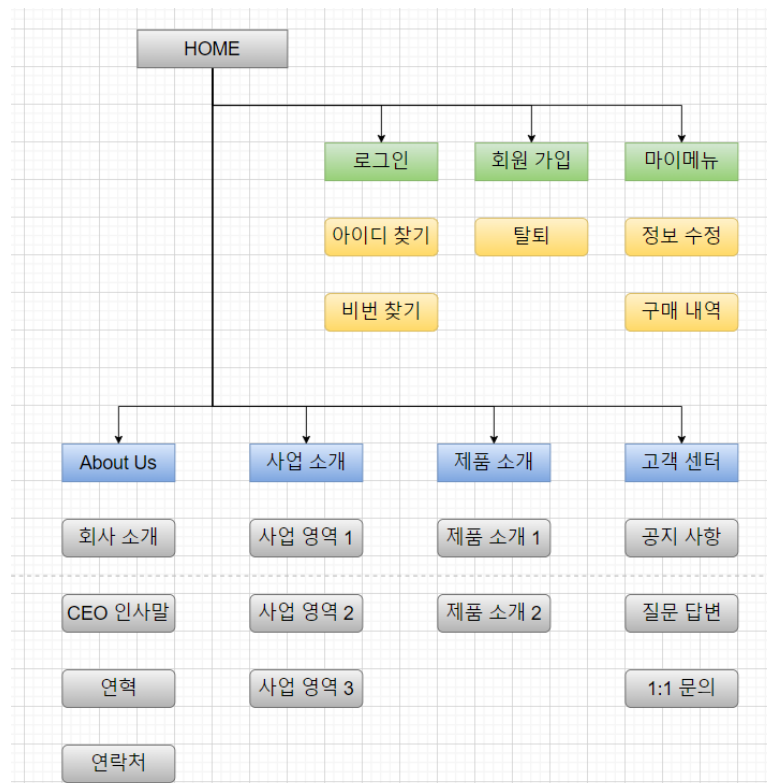 HOME
로그인 회원 가입 마이메뉴
아이디 찾기 탈퇴 정보 수정
비번 찾기 구매 내역
About Us 사업 소개 제품 소개 고객 센터
회사 소개 사업 영역 1 제품 소개 1 공지 사항
CEO 인사말 사업 영역 2 제품 소개 2 질문 답변
연혁 사업 영역 3 1:1 문의
연락처